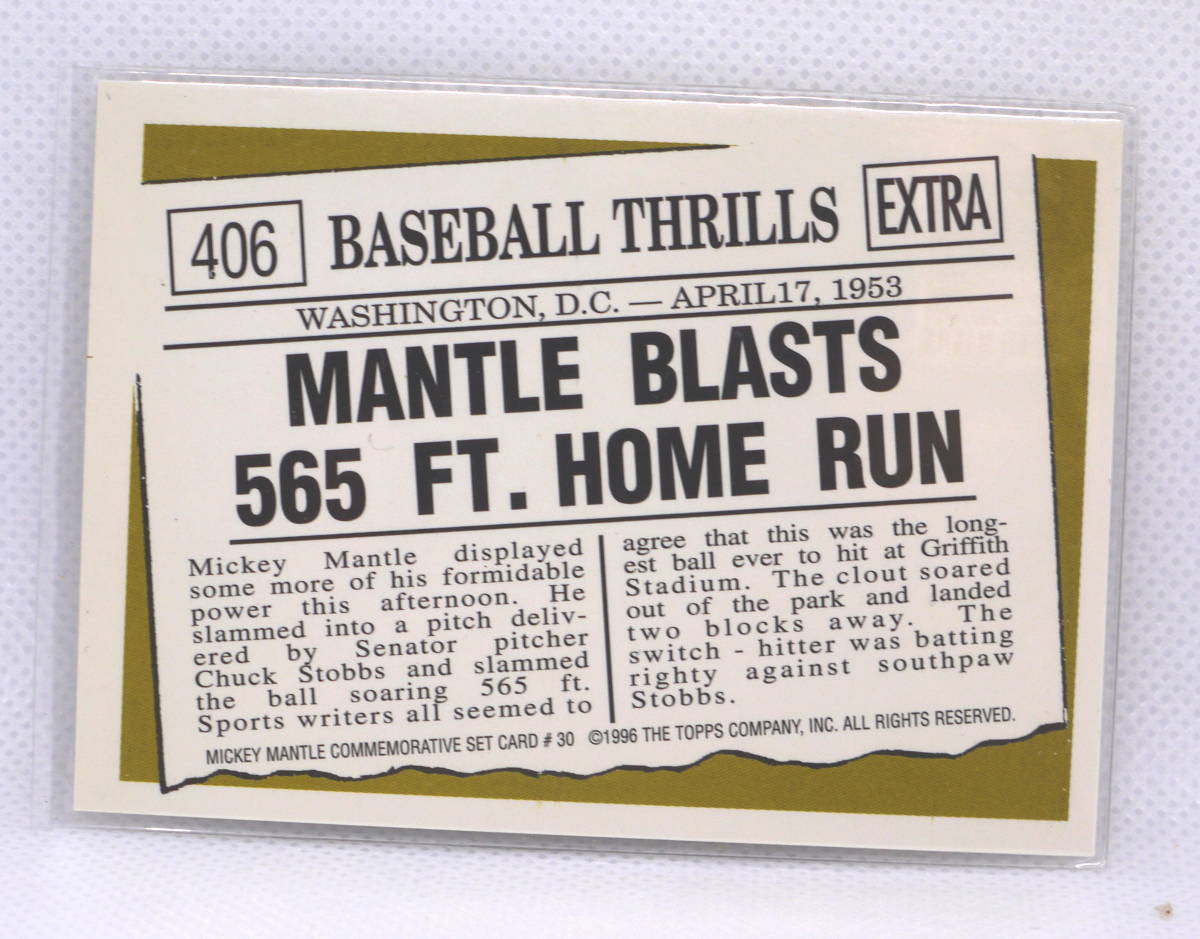 406 BASEBALL THRILLS EXTRA
WASHINGTON, D.C. — APRIL17, 1953
MANTLE BLASTS
565 FT. HOME RUN
Mickey Mantle displayed
some more of his formidable
power this afternoon. He
slammed into a pitch deliv-
ered by Senator pitcher
Chuck Stobbs and slammed
the ball soaring 565 ft.
Sports writers all seemed to
agree that this was the long-
est ball ever to hit at Griffith
Stadium. The clout soared
out of the park and landed
two blocks away. The
switch - hitter was batting
righty against southpaw
Stobbs.
MICKEY MANTLE COMMEMORATIVE SET CARD # 30 ©1996 THE TOPPS COMPANY, INC. ALL RIGHTS RESERVED.